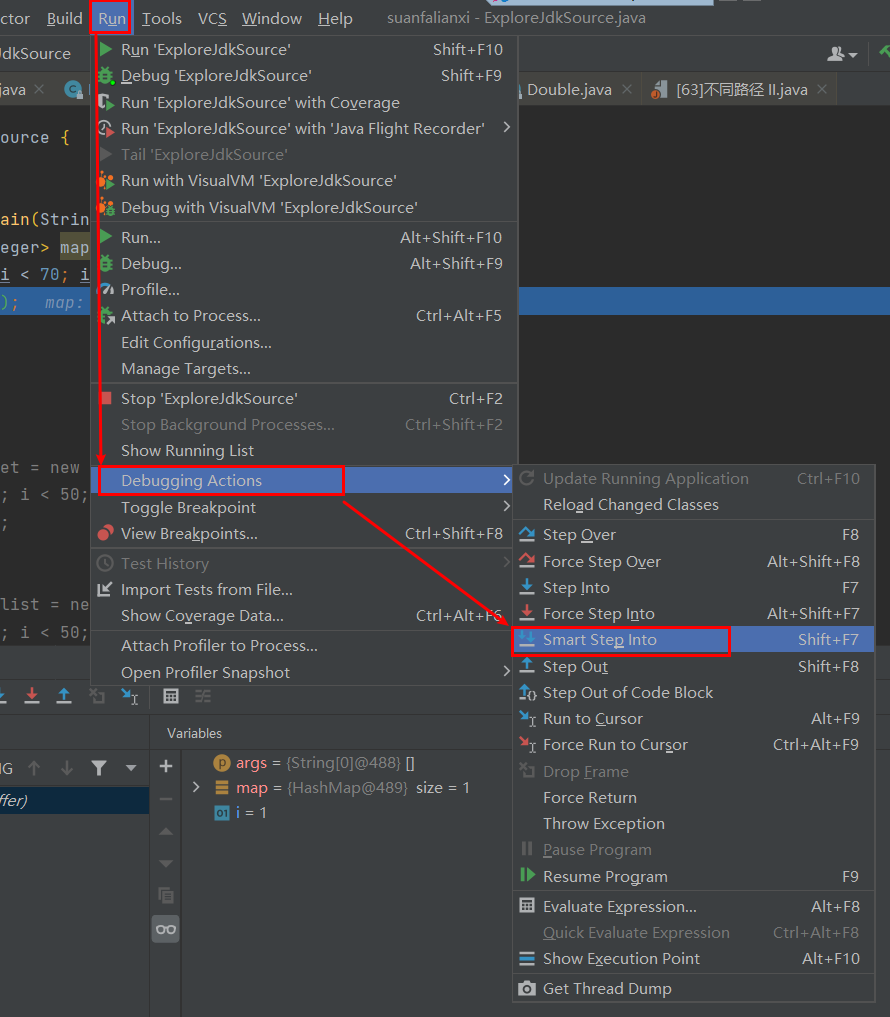 ctor Build Run Tools VCS Window Help suanfalianxi - ExploreJdkSource.java
JdkSource
java Double.java [63]不同路径 II.java
ource {
ain(Strin
eger> map
i < 70; i
); map:
et = new
; i < 50;
;
list = ne
; i < 50;
Run 'ExploreJdkSource' Shift+F10
Debug 'ExploreJdkSource' Shift+F9
Run 'ExploreJdkSource' with Coverage
Run 'ExploreJdkSource' with 'Java Flight Recorder'
Tail 'ExploreJdkSource'
Run with VisualVM 'ExploreJdkSource'
Debug with VisualVM 'ExploreJdkSource'
Run... Alt+Shift+F10
Debug... Alt+Shift+F9
Profile...
Attach to Process... Ctrl+Alt+F5
Edit Configurations...
Manage Targets...
Stop 'ExploreJdkSource' Ctrl+F2
Stop Background Processes... Ctrl+Shift+F2
Show Running List
Debugging Actions
Toggle Breakpoint
View Breakpoints... Ctrl+Shift+F8
Test History
Import Tests from File...
Show Coverage Data... Ctrl+Alt+F6
Attach Profiler to Process...
Open Profiler Snapshot
Update Running Application Ctrl+F10
Reload Changed Classes
Step Over F8
Force Step Over Alt+Shift+F8
Step Into F7
Force Step Into Alt+Shift+F7
Smart Step Into Shift+F7
Step Out Shift+F8
Step Out of Code Block
Run to Cursor Alt+F9
Force Run to Cursor Ctrl+Alt+F9
Drop Frame
Force Return
Throw Exception
Pause Program
Resume Program F9
Evaluate Expression... Alt+F8
Quick Evaluate Expression Ctrl+Alt+F8
Show Execution Point Alt+F10
Get Thread Dump
Variables
NG
ffer)
args = {String[0]@488} []
map = {HashMap@489} size = 1
i = 1